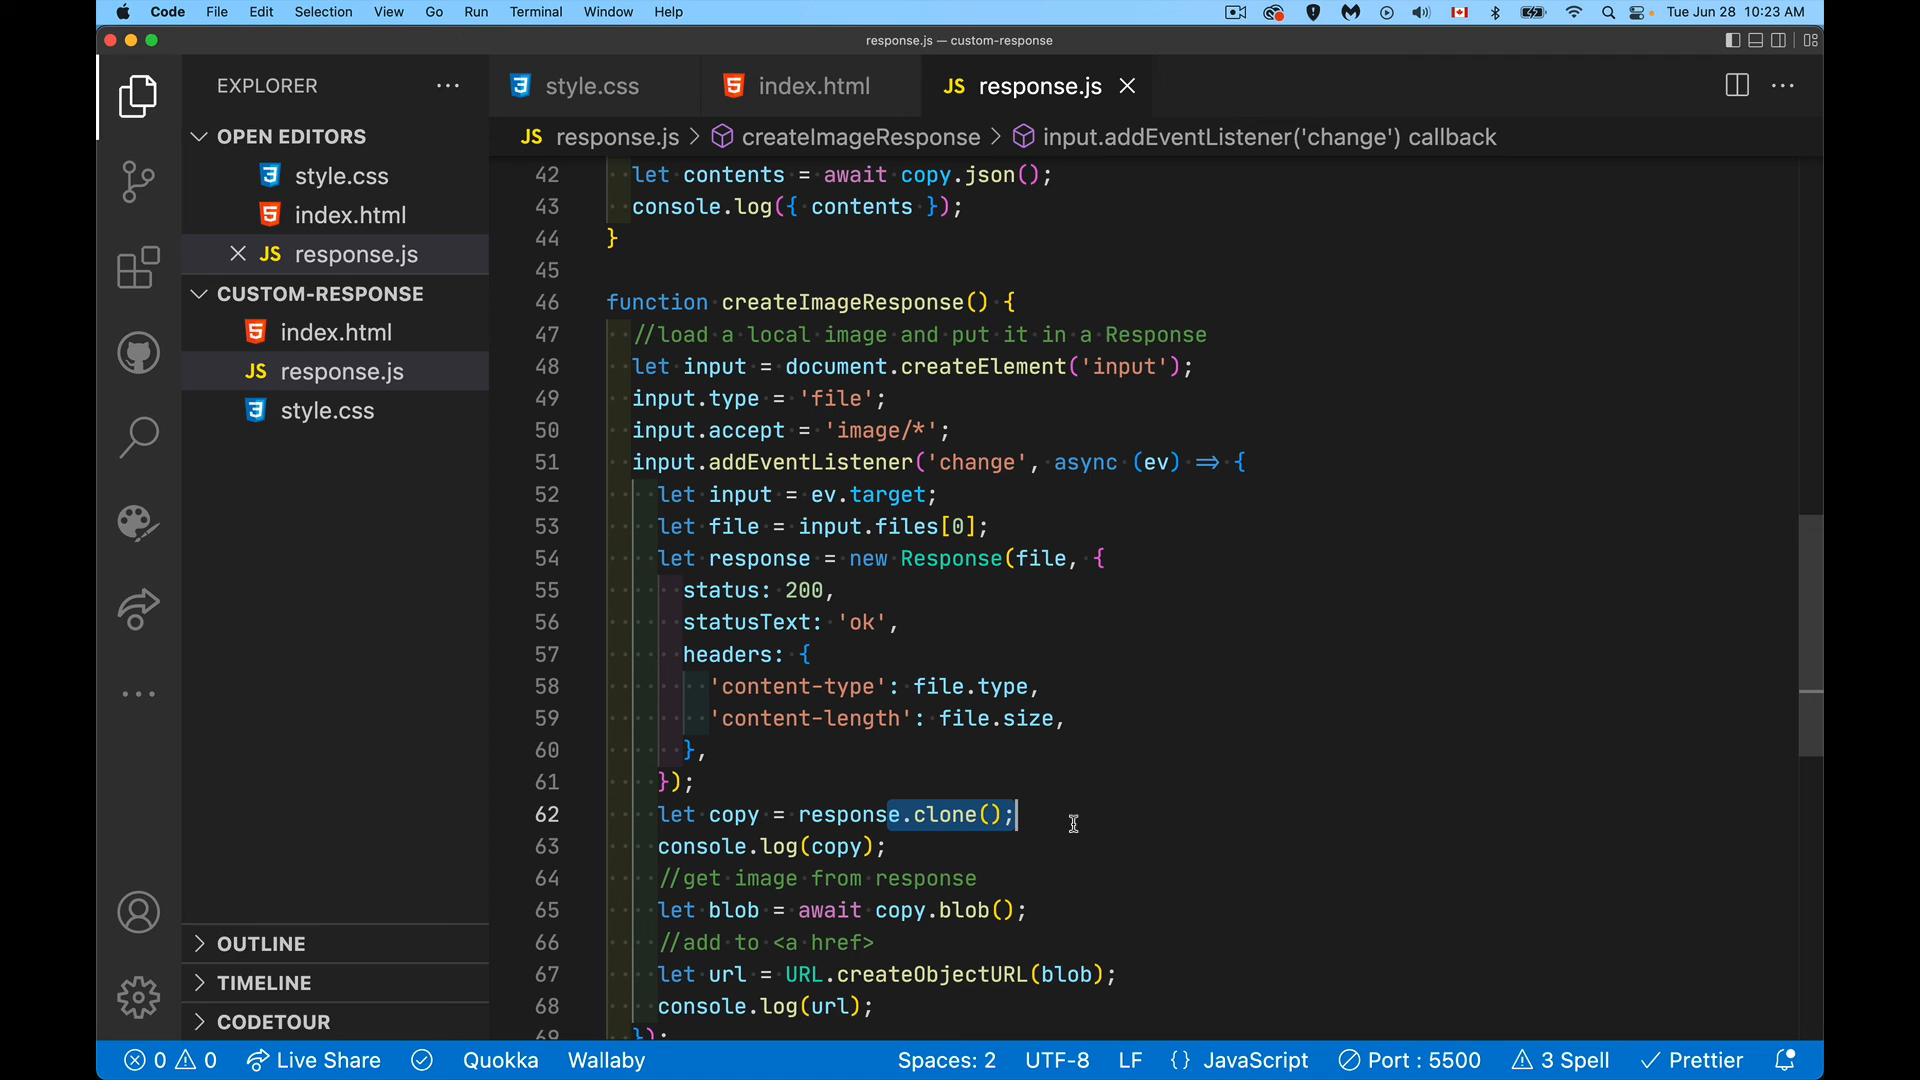 Code File Edit Selection View Go Run Terminal Window Help Tue Jun 28 10:23 AM
response.js — custom-response
EXPLORER
style.css
index.html
JS response.js
OPEN EDITORS
style.css
index.html
JS response.js
CUSTOM-RESPONSE
index.html
JS response.js
style.css
OUTLINE
TIMELINE
CODETOUR
JS response.js > createImageResponse > input.addEventListener('change') callback
42 let contents = await copy.json();
43 console.log({ contents });
44 }
45
46 function createImageResponse() {
47 //load a local image and put it in a Response
48 let input = document.createElement('input');
49 input.type = 'file';
50 input.accept = 'image/*';
51 input.addEventListener('change', async (ev) => {
52 let input = ev.target;
53 let file = input.files[0];
54 let response = new Response(file, {
55 status: 200,
56 statusText: 'ok',
57 headers: {
58 'content-type': file.type,
59 'content-length': file.size,
60 },
61 });
62 let copy = response.clone();
63 console.log(copy);
64 //get image from response
65 let blob = await copy.blob();
66 //add to <a href>
67 let url = URL.createObjectURL(blob);
68 console.log(url);
69 });
0 0 Live Share Quokka Wallaby Spaces: 2 UTF-8 LF {} JavaScript Port : 5500 3 Spell Prettier